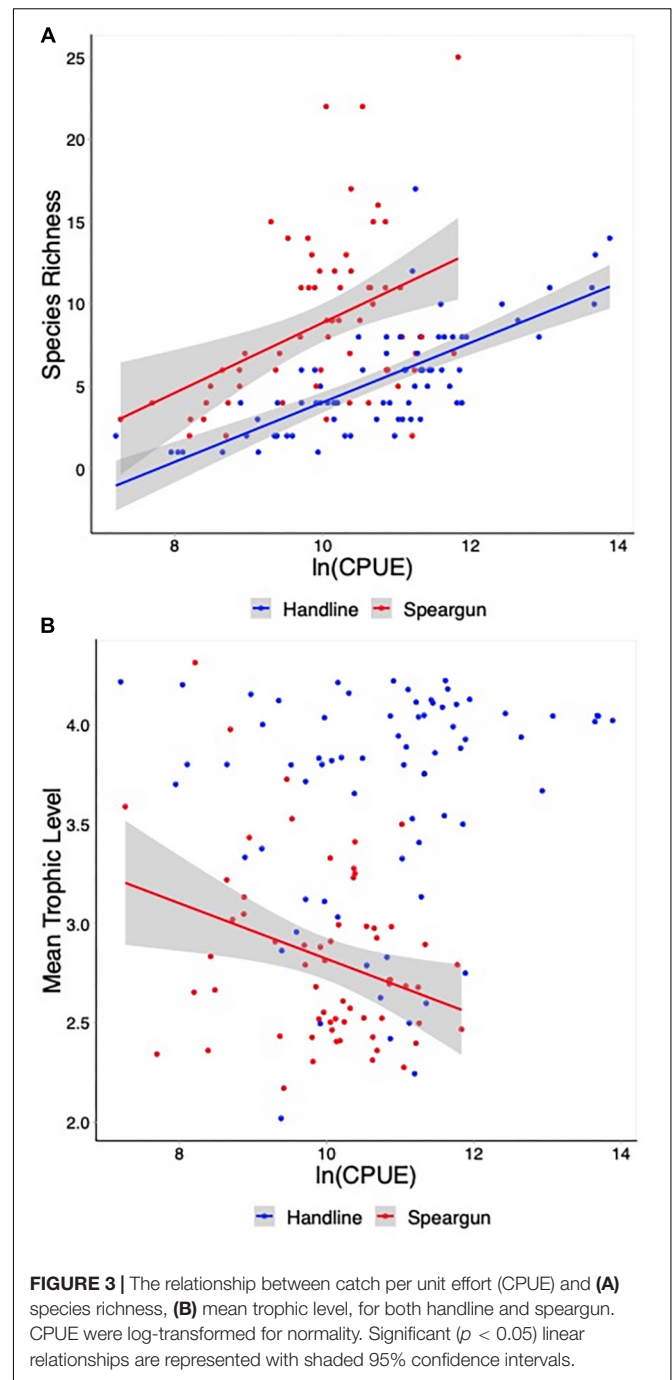 A
25
20
15
10
5
0
Species Richness
8 10 12 14
ln(CPUE)
Handline Speargun
B
4.0
3.5
3.0
2.5
2.0
Mean Trophic Level
8 10 12 14
ln(CPUE)
Handline Speargun
FIGURE 3 | The relationship between catch per unit effort (CPUE) and (A)
species richness, (B) mean trophic level, for both handline and speargun.
CPUE were log-transformed for normality. Significant (p < 0.05) linear
relationships are represented with shaded 95% confidence intervals.